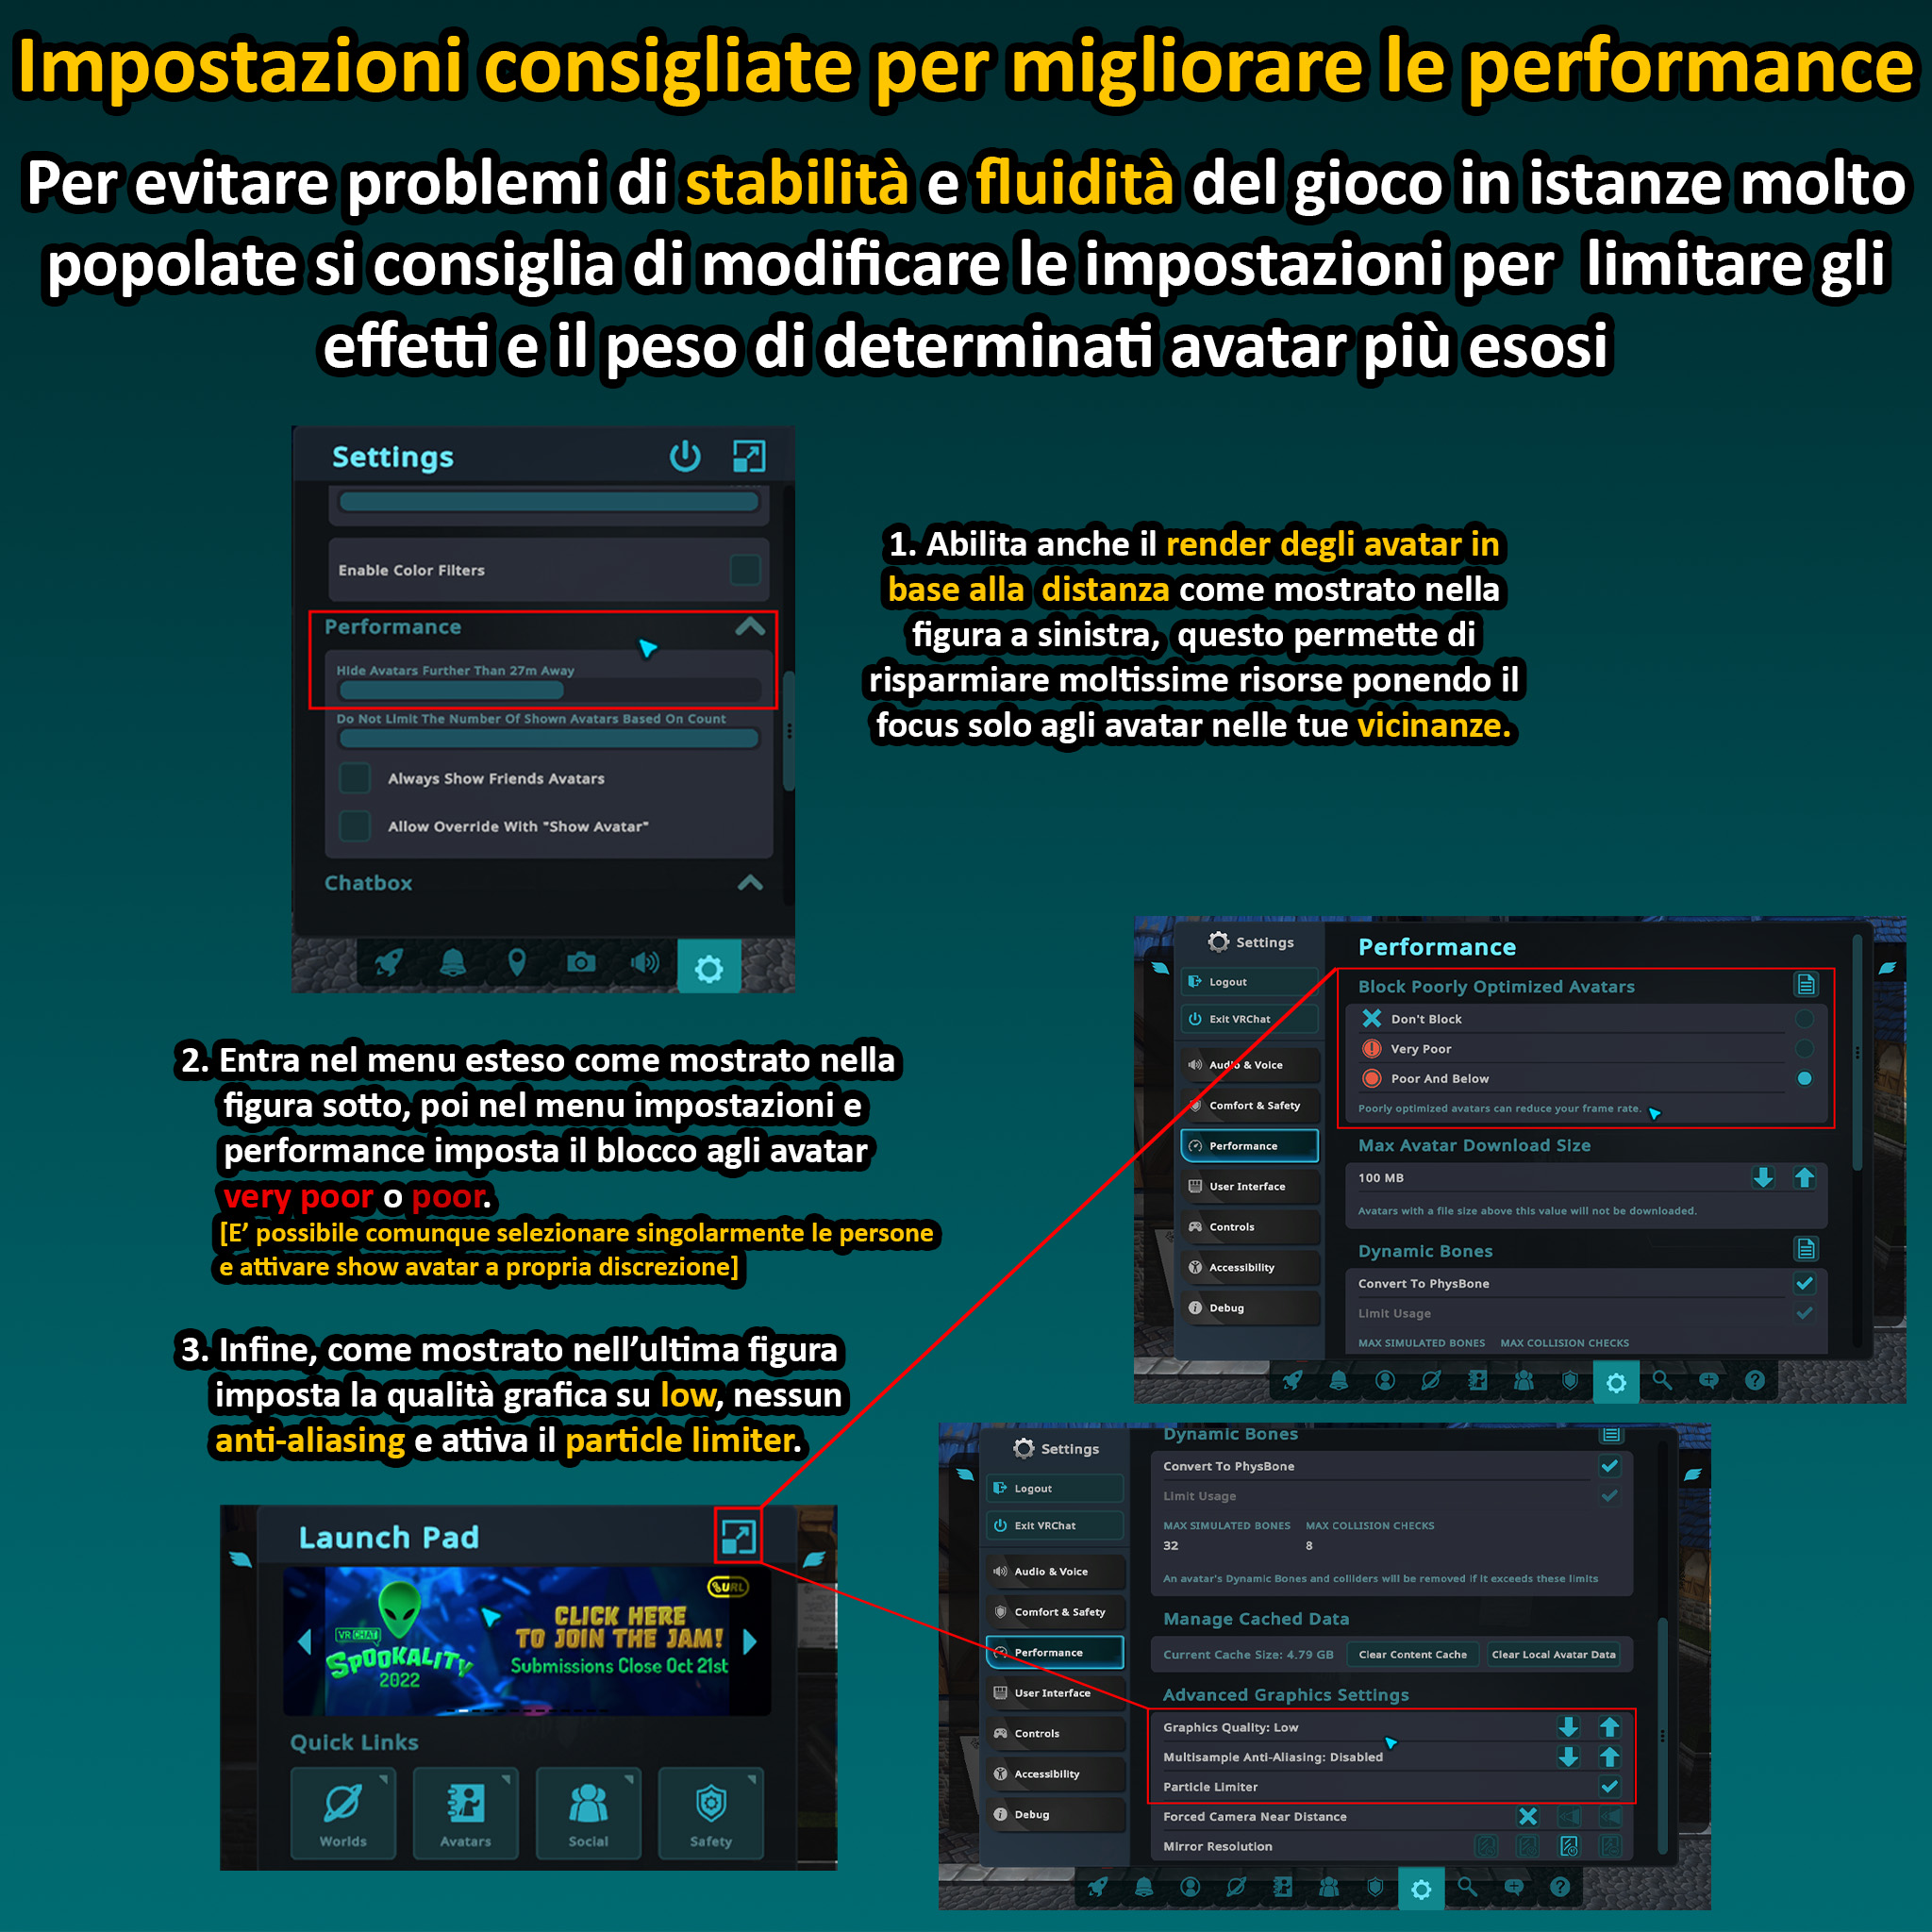 Impostazioni consigliate per migliorare le performance
Per evitare problemi di stabilità e fluidità del gioco in istanze molto
popolate si consiglia di modificare le impostazioni per  limitare gli
effetti e il peso di determinati avatar più esosi
Settings
Enable Color Filters
Performance
Hide Avatars Further Than 27m Away
Do Not Limit The Number Of Shown Avatars Based On Count
Always Show Friends Avatars
Allow Override With "Show Avatar"
Chatbox
1. Abilita anche il render degli avatar in
base alla  distanza come mostrato nella
figura a sinistra,  questo permette di
risparmiare moltissime risorse ponendo il
focus solo agli avatar nelle tue vicinanze.
2. Entra nel menu esteso come mostrato nella
figura sotto, poi nel menu impostazioni e
performance imposta il blocco agli avatar
very poor o poor.
[E' possibile comunque selezionare singolarmente le persone
e attivare show avatar a propria discrezione]
3. Infine, come mostrato nell'ultima figura
imposta la qualità grafica su low, nessun
anti-aliasing e attiva il particle limiter.
Settings
Logout
Exit VRChat
Audio & Voice
Comfort & Safety
Performance
User Interface
Controls
Accessibility
Debug
Performance
Block Poorly Optimized Avatars
Don't Block
Very Poor
Poor And Below
Poorly optimized avatars can reduce your frame rate.
Max Avatar Download Size
100 MB
Avatars with a file size above this value will not be downloaded.
Dynamic Bones
Convert To PhysBone
Limit Usage
MAX SIMULATED BONES MAX COLLISION CHECKS
Launch Pad
URL
VRCHAT
SPOOKALITY
2022
CLICK HERE
TO JOIN THE JAM!
Submissions Close Oct 21st
Quick Links
Worlds
Avatars
Social
Safety
Settings
Logout
Exit VRChat
Audio & Voice
Comfort & Safety
Performance
User Interface
Controls
Accessibility
Debug
Dynamic Bones
Convert To PhysBone
Limit Usage
MAX SIMULATED BONES MAX COLLISION CHECKS
32 8
An avatar's Dynamic Bones and colliders will be removed if it exceeds these limits
Manage Cached Data
Current Cache Size: 4.79 GB Clear Content Cache Clear Local Avatar Data
Advanced Graphics Settings
Graphics Quality: Low
Multisample Anti-Aliasing: Disabled
Particle Limiter
Forced Camera Near Distance
Mirror Resolution